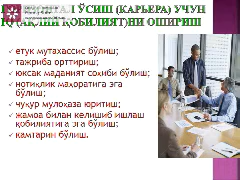 ЎСИШ (КАРЬЕРА) УЧУН
ҚОБИЛИЯТ)НИ ОШИРИШ
етук мутахассис бўлиш;
тажриба орттириш;
юксак маданият соҳиби бўлиш;
нотиқлик маҳоратига эга
бўлиш;
чуқур мулоҳаза юритиш;
жамоа билан келишиб ишлаш
қобилиятига эга бўлиш;
камтарин бўлиш.